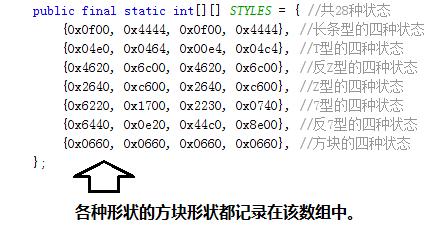 public final static int[][] STYLES = { //共28种状态
{0x0f00, 0x4444, 0x0f00, 0x4444}, //长条型的四种状态
{0x04e0, 0x0464, 0x00e4, 0x04c4}, //T型的四种状态
{0x4620, 0x6c00, 0x4620, 0x6c00}, //反Z型的四种状态
{0x2640, 0xc600, 0x2640, 0xc600}, //Z型的四种状态
{0x6220, 0x1700, 0x2230, 0x0740}, //7型的四种状态
{0x6440, 0x0e20, 0x44c0, 0x8e00}, //反7型的四种状态
{0x0660, 0x0660, 0x0660, 0x0660}, //方块的四种状态
};
各种形状的方块形状都记录在该数组中。